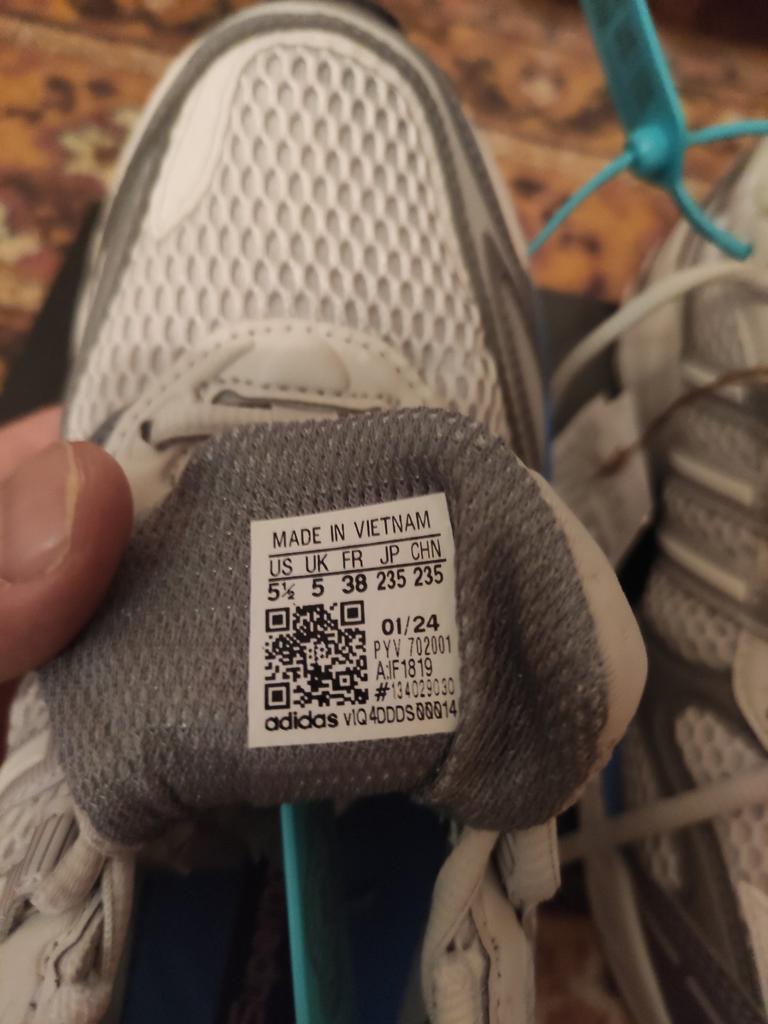 MADE IN VIETNAM
US UK FR JP CHN
5½ 5 38 235 235
01/24
PYV 702001
A:IF1819
#134029030
adidas v1Q4DDDS00014